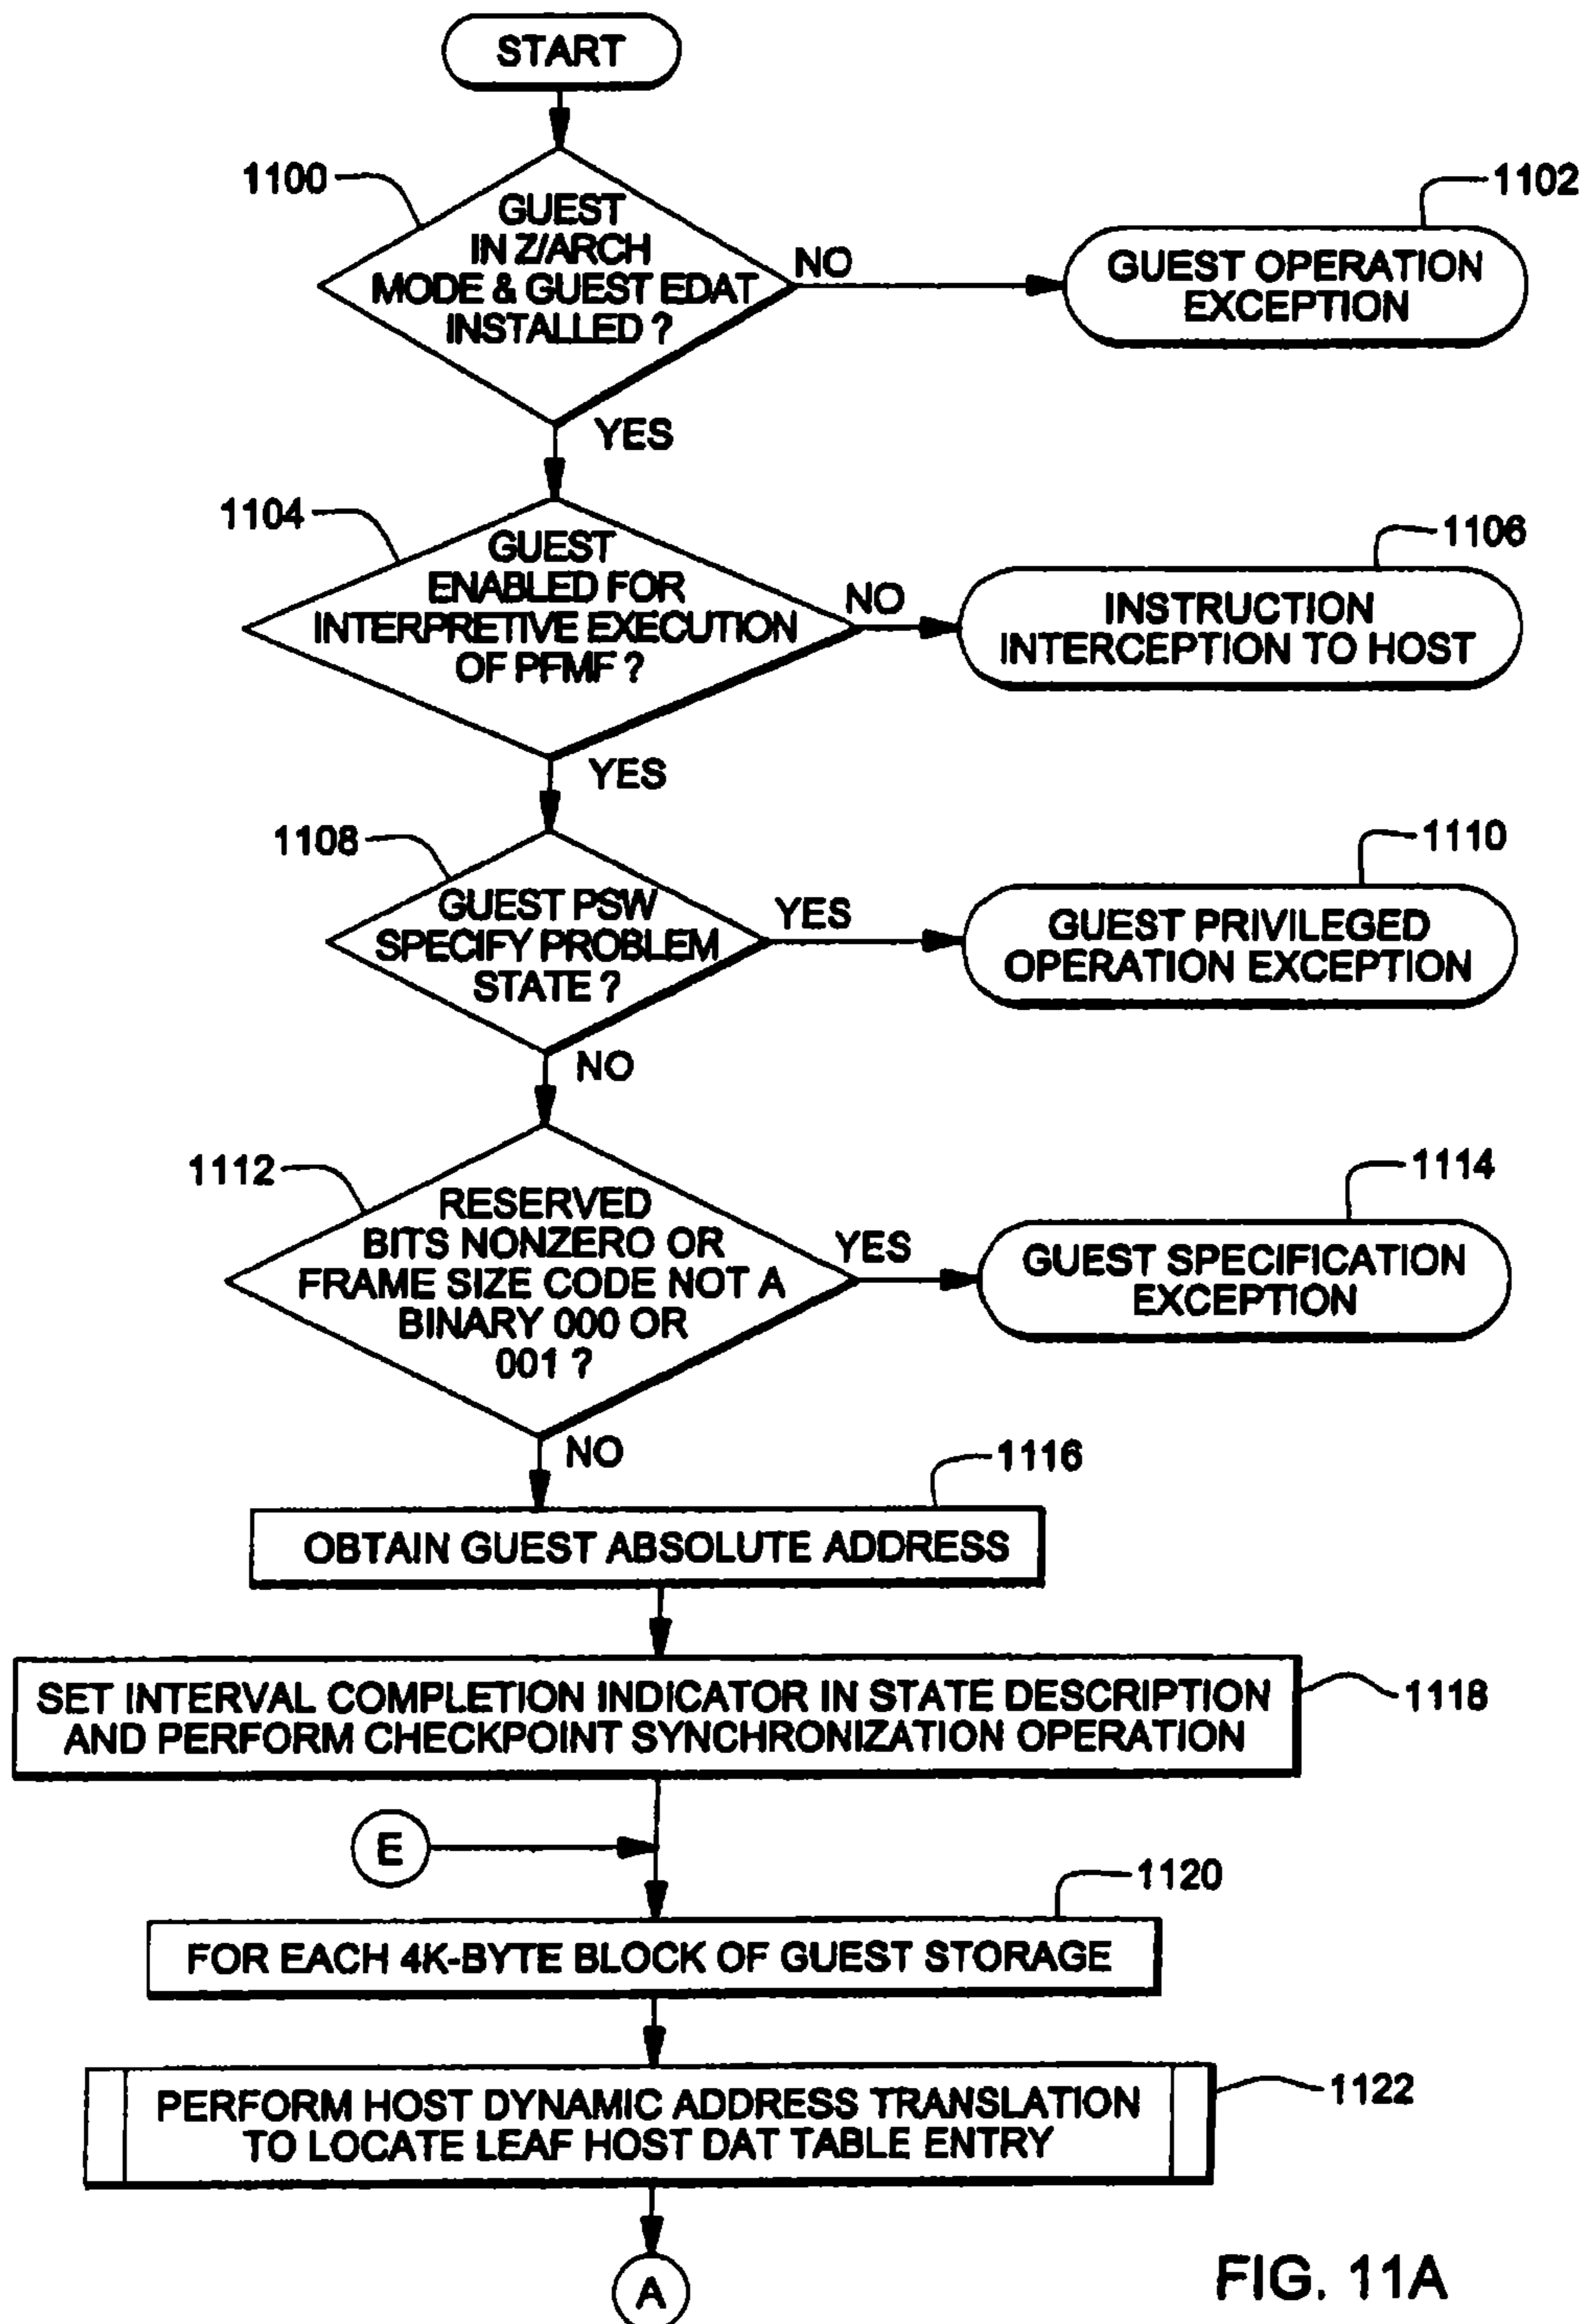 START
1100
GUEST
IN Z/ARCH
MODE & GUEST EDAT
INSTALLED ?
NO
1102
GUEST OPERATION
EXCEPTION
YES
1104
GUEST
ENABLED FOR
INTERPRETIVE EXECUTION
OF PFMF ?
NO
1106
INSTRUCTION
INTERCEPTION TO HOST
YES
1108
GUEST PSW
SPECIFY PROBLEM
STATE ?
YES
1110
GUEST PRIVILEGED
OPERATION EXCEPTION
NO
1112
RESERVED
BITS NONZERO OR
FRAME SIZE CODE NOT A
BINARY 000 OR
001 ?
YES
1114
GUEST SPECIFICATION
EXCEPTION
NO
1116
OBTAIN GUEST ABSOLUTE ADDRESS
SET INTERVAL COMPLETION INDICATOR IN STATE DESCRIPTION
AND PERFORM CHECKPOINT SYNCHRONIZATION OPERATION
1118
E
1120
FOR EACH 4K-BYTE BLOCK OF GUEST STORAGE
PERFORM HOST DYNAMIC ADDRESS TRANSLATION
TO LOCATE LEAF HOST DAT TABLE ENTRY
1122
A
FIG. 11A